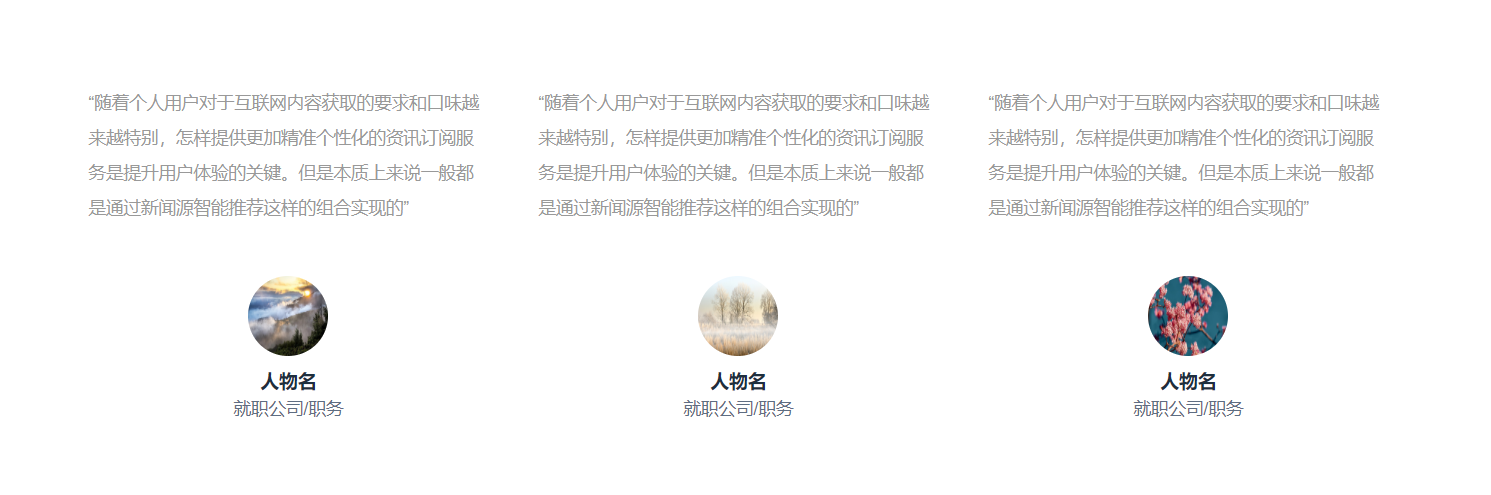 “随着个人用户对于互联网内容获取的要求和口味越
来越特别，怎样提供更加精准个性化的资讯订阅服
务是提升用户体验的关键。但是本质上来说一般都
是通过新闻源智能推荐这样的组合实现的”
人物名
就职公司/职务
“随着个人用户对于互联网内容获取的要求和口味越
来越特别，怎样提供更加精准个性化的资讯订阅服
务是提升用户体验的关键。但是本质上来说一般都
是通过新闻源智能推荐这样的组合实现的”
人物名
就职公司/职务
“随着个人用户对于互联网内容获取的要求和口味越
来越特别，怎样提供更加精准个性化的资讯订阅服
务是提升用户体验的关键。但是本质上来说一般都
是通过新闻源智能推荐这样的组合实现的”
人物名
就职公司/职务